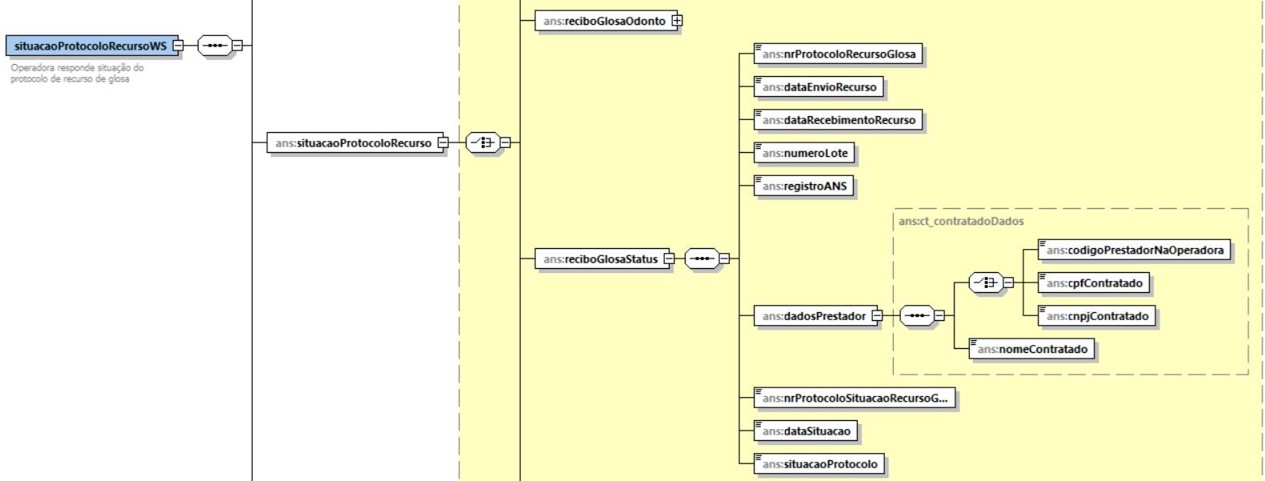 situacaoProtocoloRecursoWS
Operadora responde situação do
protocolo de recurso de glosa
ans:situacaoProtocoloRecurso
ans:reciboGlosaOdonto
ans:reciboGlosaStatus
ans:nrProtocoloRecursoGlosa
ans:dataEnvioRecurso
ans:dataRecebimentoRecurso
ans:numeroLote
ans:registroANS
ans:dadosPrestador
ans:ct_contratadoDados
ans:codigoPrestadorNaOperadora
ans:cpfContratado
ans:cnpjContratado
ans:nomeContratado
ans:nrProtocoloSituacaoRecursoG...
ans:dataSituacao
ans:situacaoProtocolo